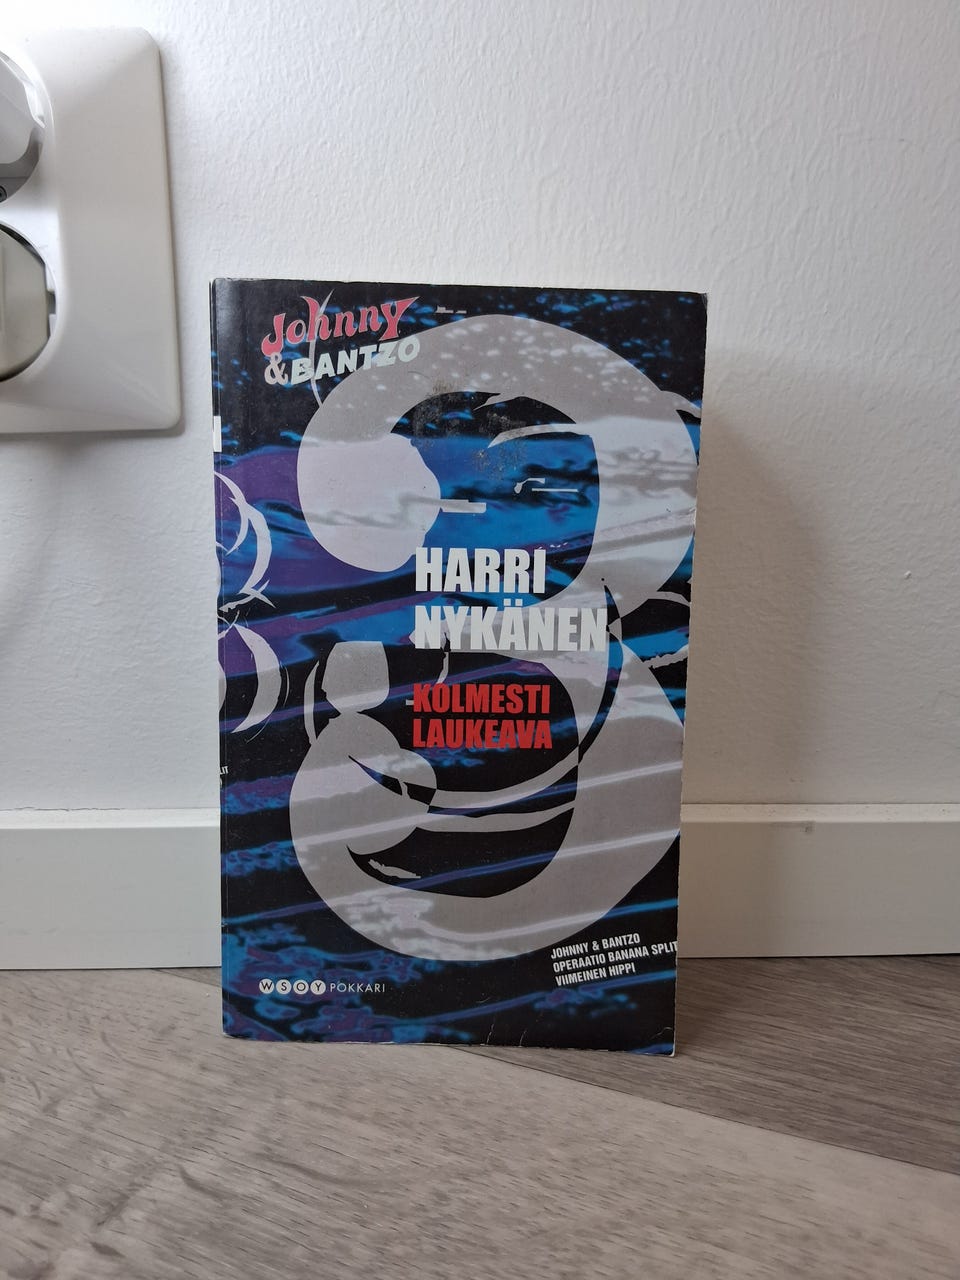 Johnny
& BANTZO
HARRI
NYKÄNEN
KOLMESTI
LAUKEAVA
JOHNNY & BANTZO
OPERAATIO BANANA SPLIT
VIIMEINEN HIPPI
WSOY POKKARI